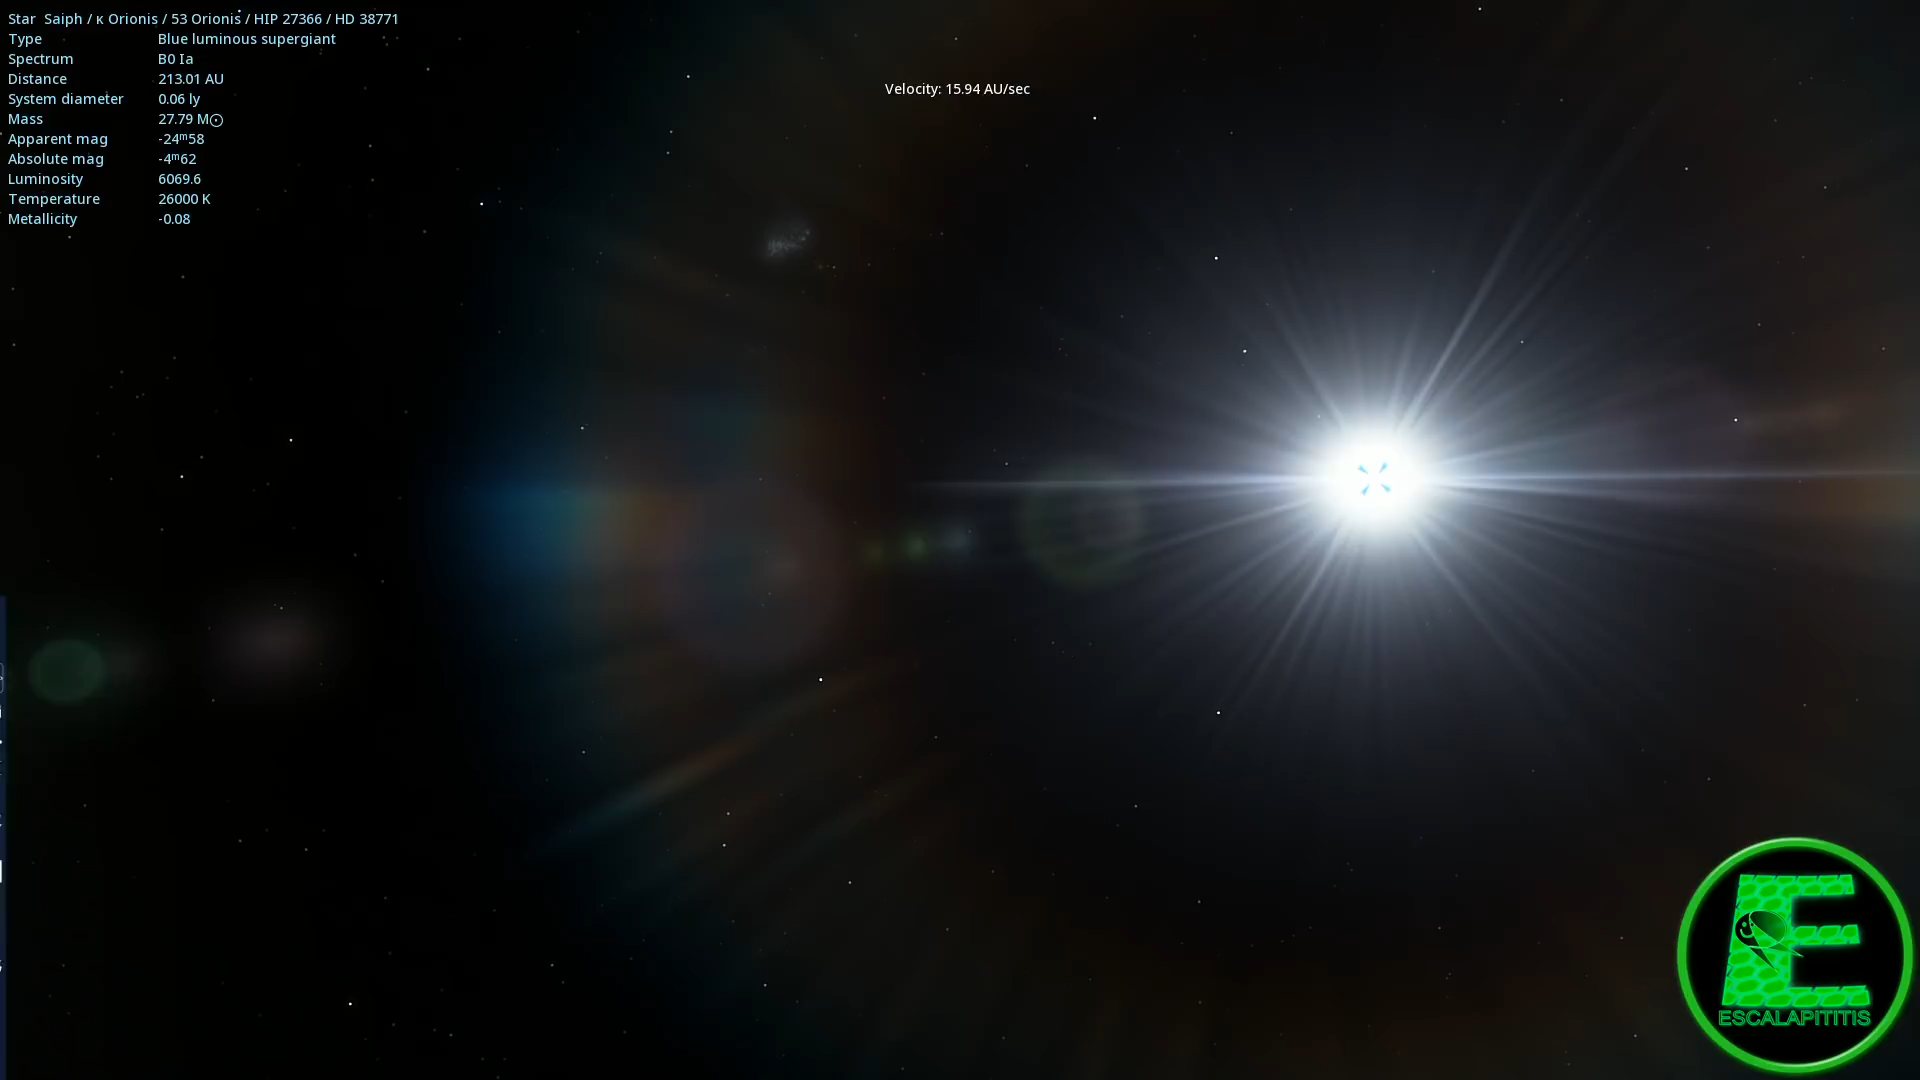 Star Saiph / κ Orionis / 53 Orionis / HIP 27366 / HD 38771
Type Blue luminous supergiant
Spectrum B0 Ia
Distance 213.01 AU
System diameter 0.06 ly
Mass 27.79 M☉
Apparent mag -24ᵐ58
Absolute mag -4ᵐ62
Luminosity 6069.6
Temperature 26000 K
Metallicity -0.08
Velocity: 15.94 AU/sec
E
ESCALAPITITIS